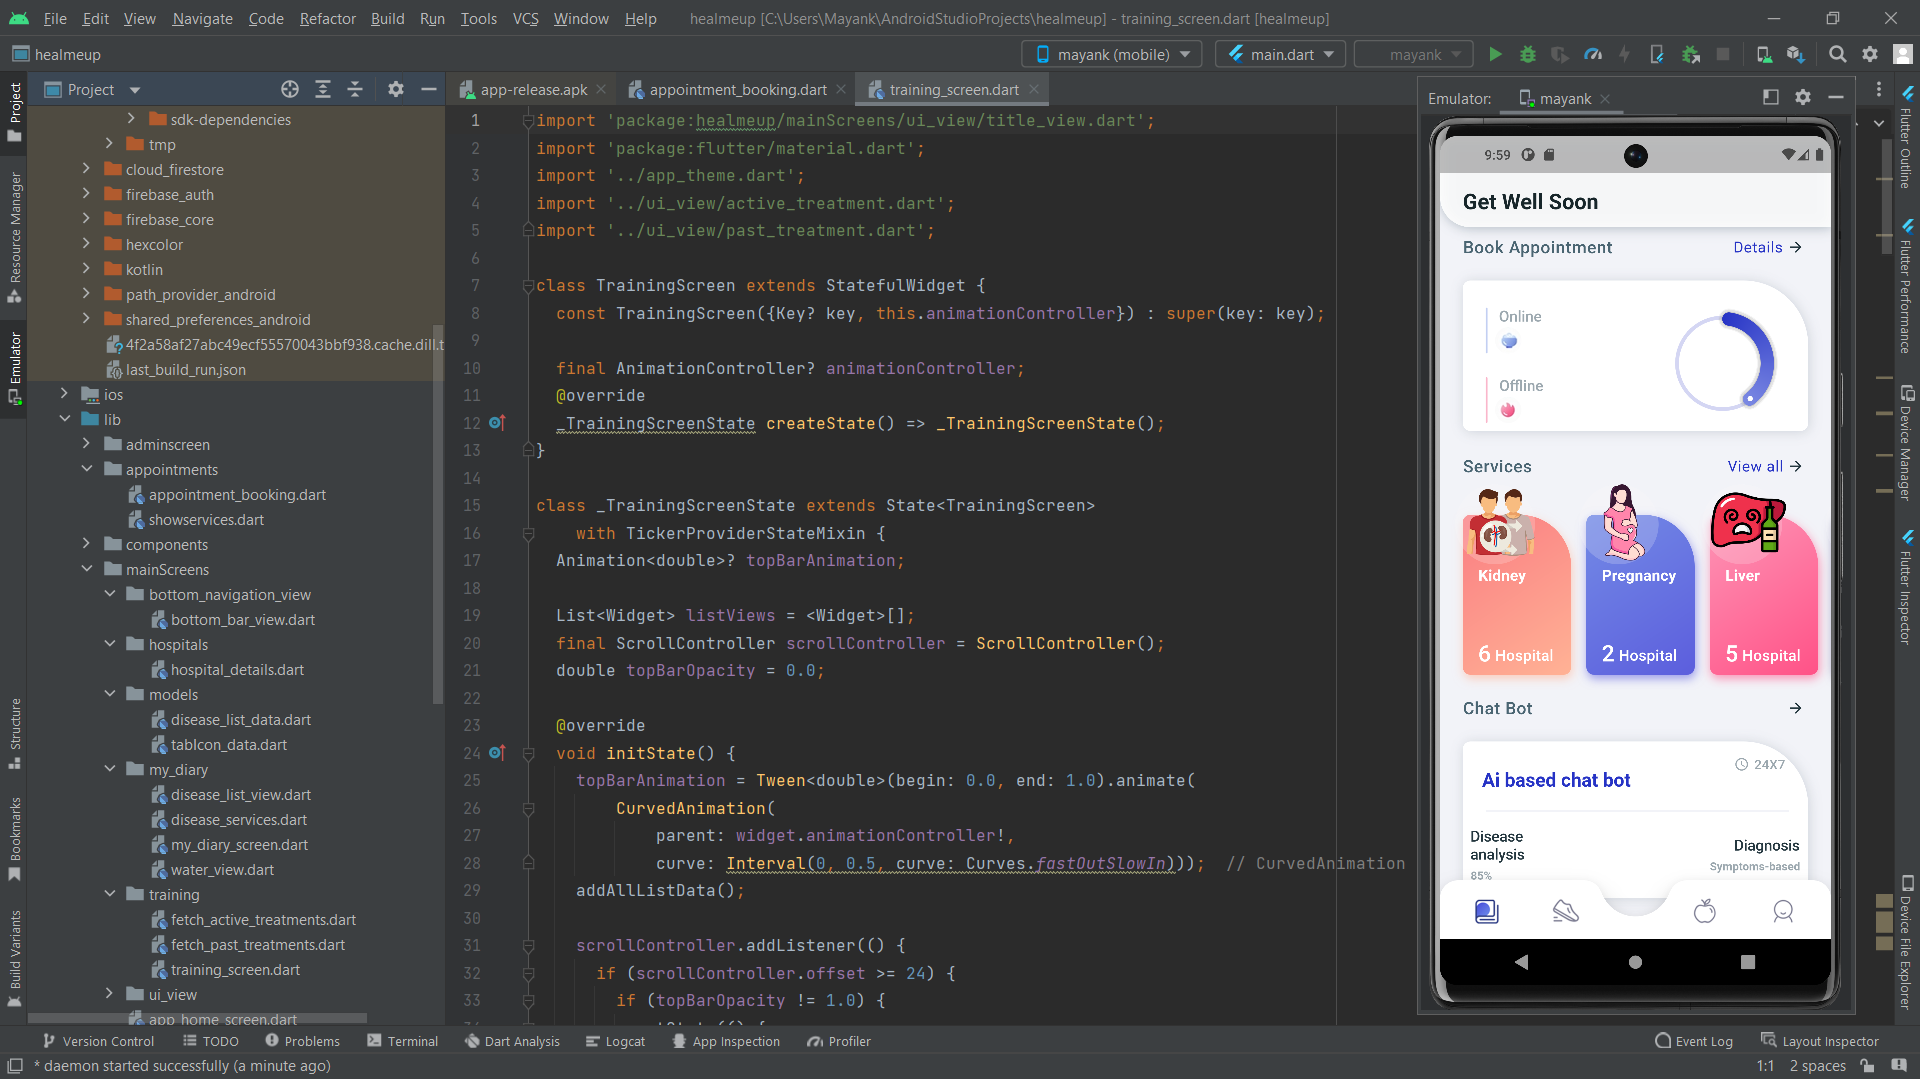 File Edit View Navigate Code Refactor Build Run Tools VCS Window Help healmeup [C:\Users\Mayank\AndroidStudioProjects\healmeup] - training_screen.dart [healmeup]
healmeup mayank (mobile) main.dart mayank
Project
app-release.apk appointment_booking.dart training_screen.dart
Emulator: mayank
Project
Resource Manager
Emulator
Structure
Bookmarks
Build Variants
sdk-dependencies
tmp
cloud_firestore
firebase_auth
firebase_core
hexcolor
kotlin
path_provider_android
shared_preferences_android
4f2a58af27abc49ecf55570043bbf938.cache.dill.t
last_build_run.json
ios
lib
adminscreen
appointments
appointment_booking.dart
showservices.dart
components
mainScreens
bottom_navigation_view
bottom_bar_view.dart
hospitals
hospital_details.dart
models
disease_list_data.dart
tabIcon_data.dart
my_diary
disease_list_view.dart
disease_services.dart
my_diary_screen.dart
water_view.dart
training
fetch_active_treatments.dart
fetch_past_treatments.dart
training_screen.dart
ui_view
app_home_screen.dart
1 import 'package:healmeup/mainScreens/ui_view/title_view.dart';
2 import 'package:flutter/material.dart';
3 import '../app_theme.dart';
4 import '../ui_view/active_treatment.dart';
5 import '../ui_view/past_treatment.dart';
6
7 class TrainingScreen extends StatefulWidget {
8 const TrainingScreen({Key? key, this.animationController}) : super(key: key);
9
10 final AnimationController? animationController;
11 @override
12 _TrainingScreenState createState() => _TrainingScreenState();
13 }
14
15 class _TrainingScreenState extends State<TrainingScreen>
16 with TickerProviderStateMixin {
17 Animation<double>? topBarAnimation;
18
19 List<Widget> listViews = <Widget>[];
20 final ScrollController scrollController = ScrollController();
21 double topBarOpacity = 0.0;
22
23 @override
24 void initState() {
25 topBarAnimation = Tween<double>(begin: 0.0, end: 1.0).animate(
26 CurvedAnimation(
27 parent: widget.animationController!,
28 curve: Interval(0, 0.5, curve: Curves.fastOutSlowIn))); // CurvedAnimation
29 addAllListData();
30
31 scrollController.addListener(() {
32 if (scrollController.offset >= 24) {
33 if (topBarOpacity != 1.0) {
9:59
Get Well Soon
Book Appointment Details
Online
Offline
Services View all
Kidney Pregnancy Liver
6 Hospital 2 Hospital 5 Hospital
Chat Bot
24X7
Ai based chat bot
Disease analysis
Diagnosis
85%
Symptoms-based
Flutter Outline
Flutter Performance
Device Manager
Flutter Inspector
Device File Explorer
Version Control TODO Problems Terminal Dart Analysis Logcat App Inspection Profiler Event Log Layout Inspector
* daemon started successfully (a minute ago) 1:1 2 spaces